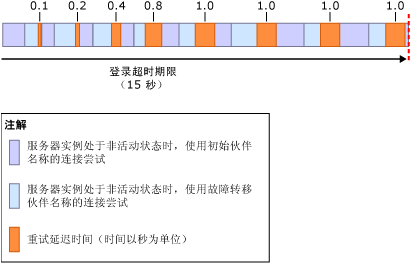 0.1 0.2 0.4 0.8 1.0 1.0 1.0 1.0
登录超时期限
（15 秒）
注解
服务器实例处于非活动状态时，使用初始伙伴
名称的连接尝试
服务器实例处于非活动状态时，使用故障转移
伙伴名称的连接尝试
重试延迟时间（时间以秒为单位）